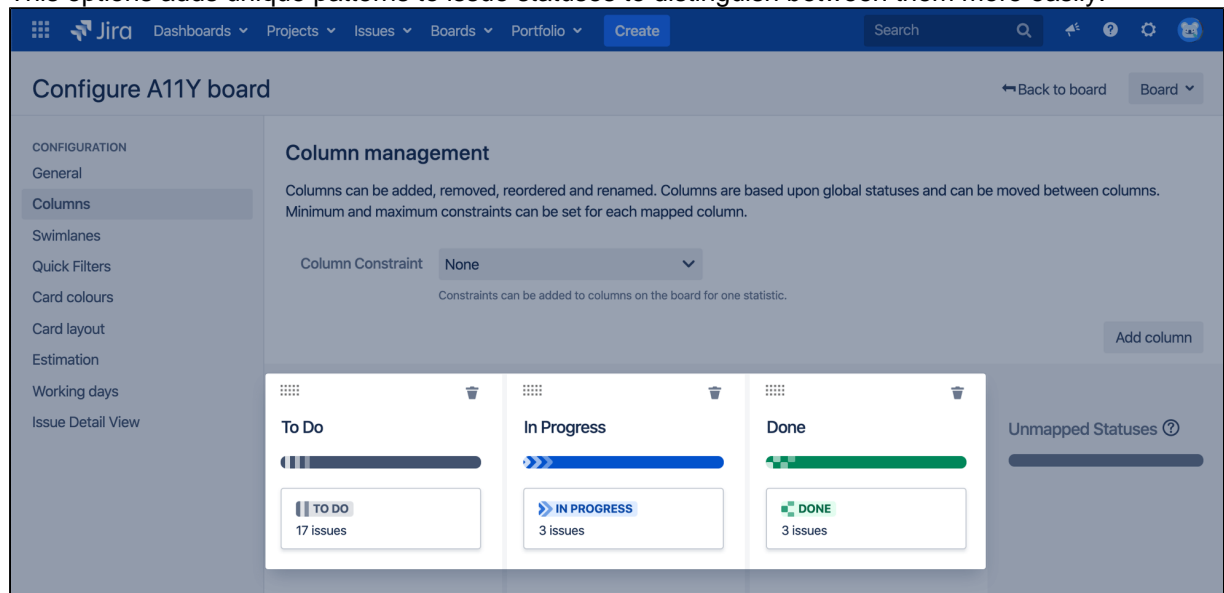 This options adds unique patterns to issue statuses to distinguish between them more easily.
Jira Dashboards Projects Issues Boards Portfolio Create Search
Configure A11Y board
Back to board Board
CONFIGURATION
General
Columns
Swimlanes
Quick Filters
Card colours
Card layout
Estimation
Working days
Issue Detail View
Column management
Columns can be added, removed, reordered and renamed. Columns are based upon global statuses and can be moved between columns.
Minimum and maximum constraints can be set for each mapped column.
Column Constraint None
Constraints can be added to columns on the board for one statistic.
Add column
To Do
TO DO
17 issues
In Progress
IN PROGRESS
3 issues
Done
DONE
3 issues
Unmapped Statuses